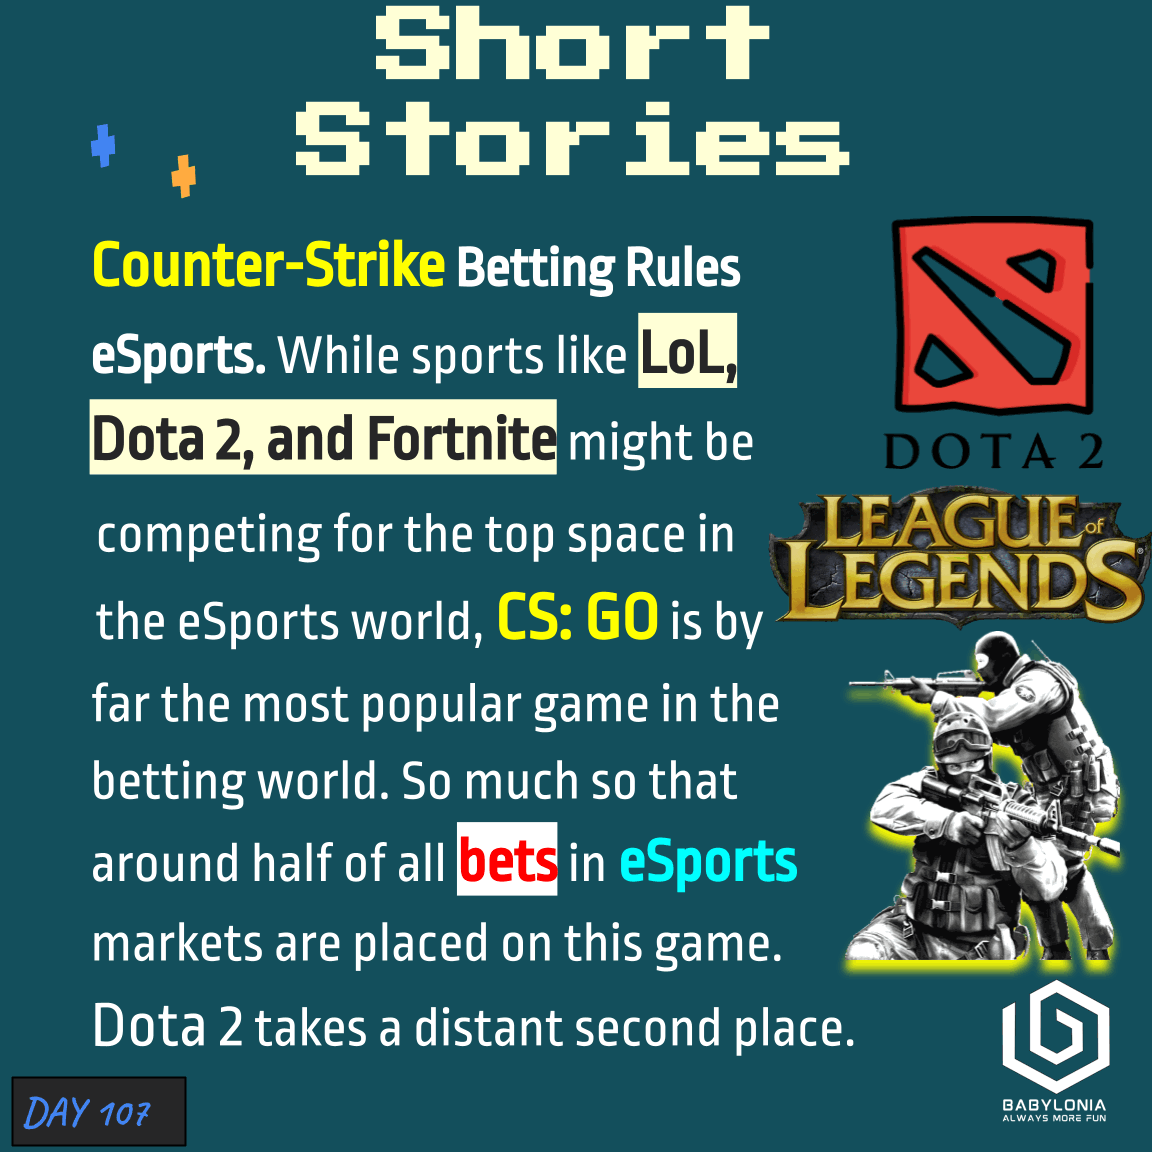 Short
Stories
Counter-Strike Betting Rules
eSports. While sports like LoL,
Dota 2, and Fortnite might be
competing for the top space in
the eSports world, CS: GO is by
far the most popular game in the
betting world. So much so that
around half of all bets in eSports
markets are placed on this game.
Dota 2 takes a distant second place.
DOTA 2
LEAGUE of
LEGENDS®
BABYLONIA
ALWAYS MORE FUN
DAY 107